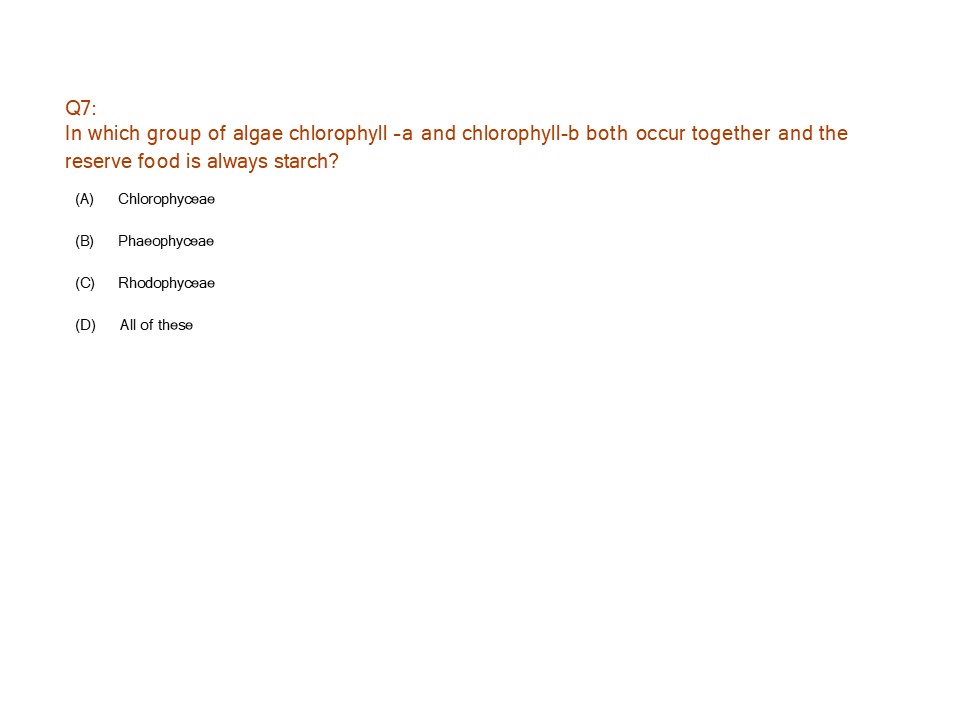 Q7:
In which group of algae chlorophyll -a and chlorophyll-b both occur together and the
reserve food is always starch?
(A) Chlorophyceae
(B) Phaeophyceae
(C) Rhodophyceae
(D) All of these